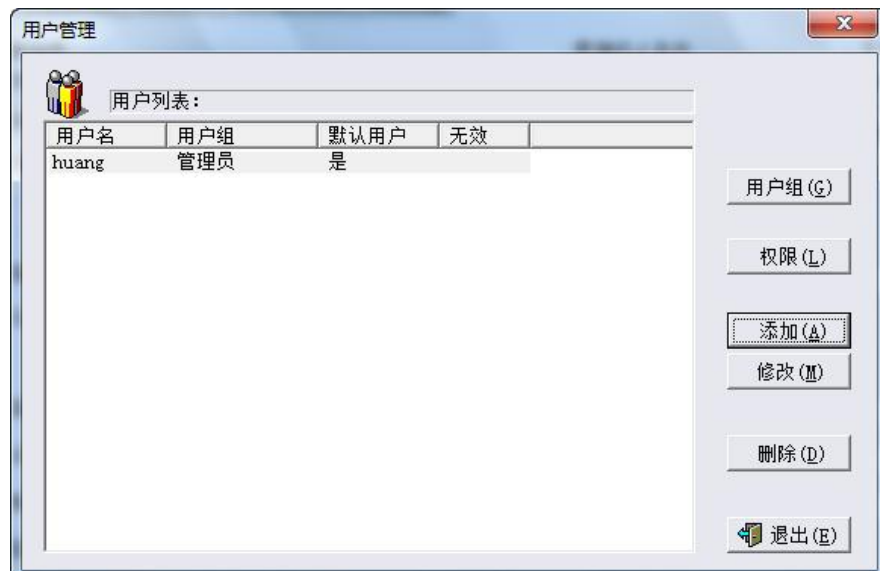 用户管理
用户列表:
用户名 用户组 默认用户 无效
huang 管理员 是
用户组(G)
权限(L)
添加(A)
修改(M)
删除(D)
退出(E)